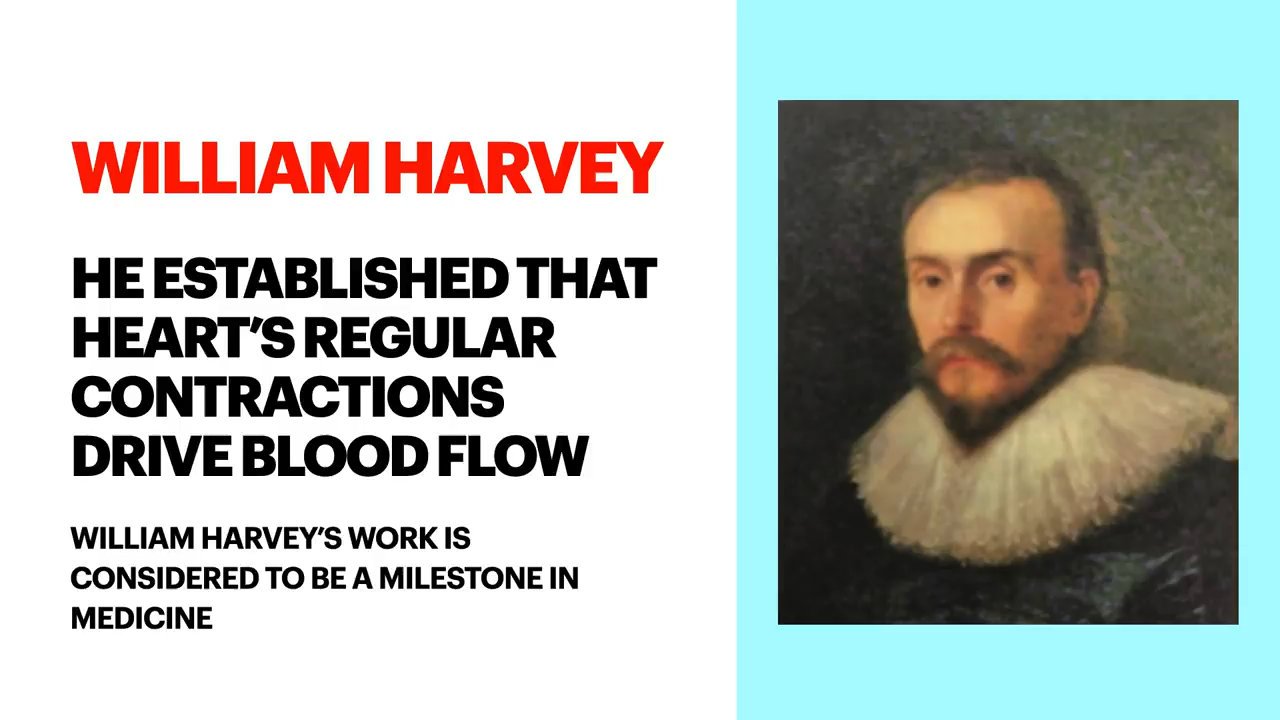 WILLIAM HARVEY
HE ESTABLISHED THAT
HEART’S REGULAR
CONTRACTIONS
DRIVE BLOOD FLOW
WILLIAM HARVEY’S WORK IS
CONSIDERED TO BE A MILESTONE IN
MEDICINE